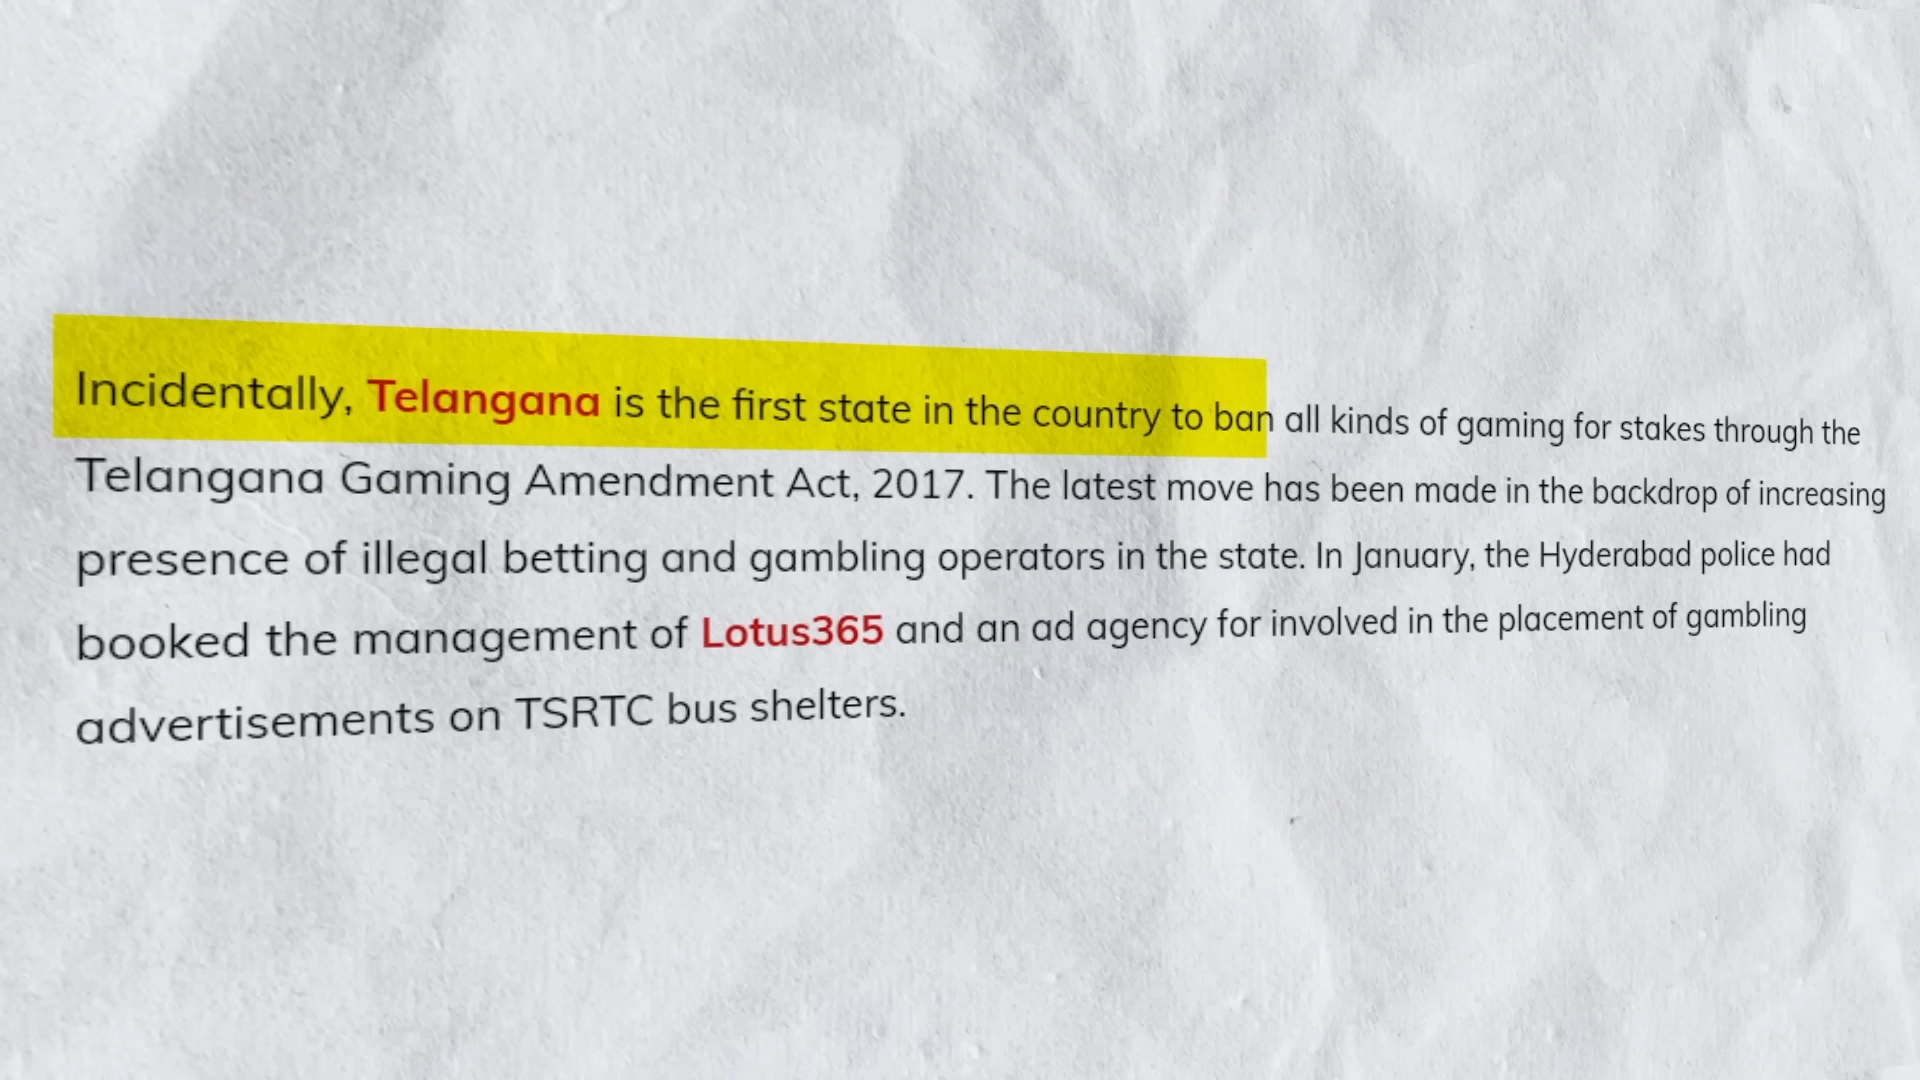 Incidentally, Telangana is the first state in the country to ban all kinds of gaming for stakes through the
Telangana Gaming Amendment Act, 2017. The latest move has been made in the backdrop of increasing
presence of illegal betting and gambling operators in the state. In January, the Hyderabad police had
booked the management of Lotus365 and an ad agency for involved in the placement of gambling
advertisements on TSRTC bus shelters.